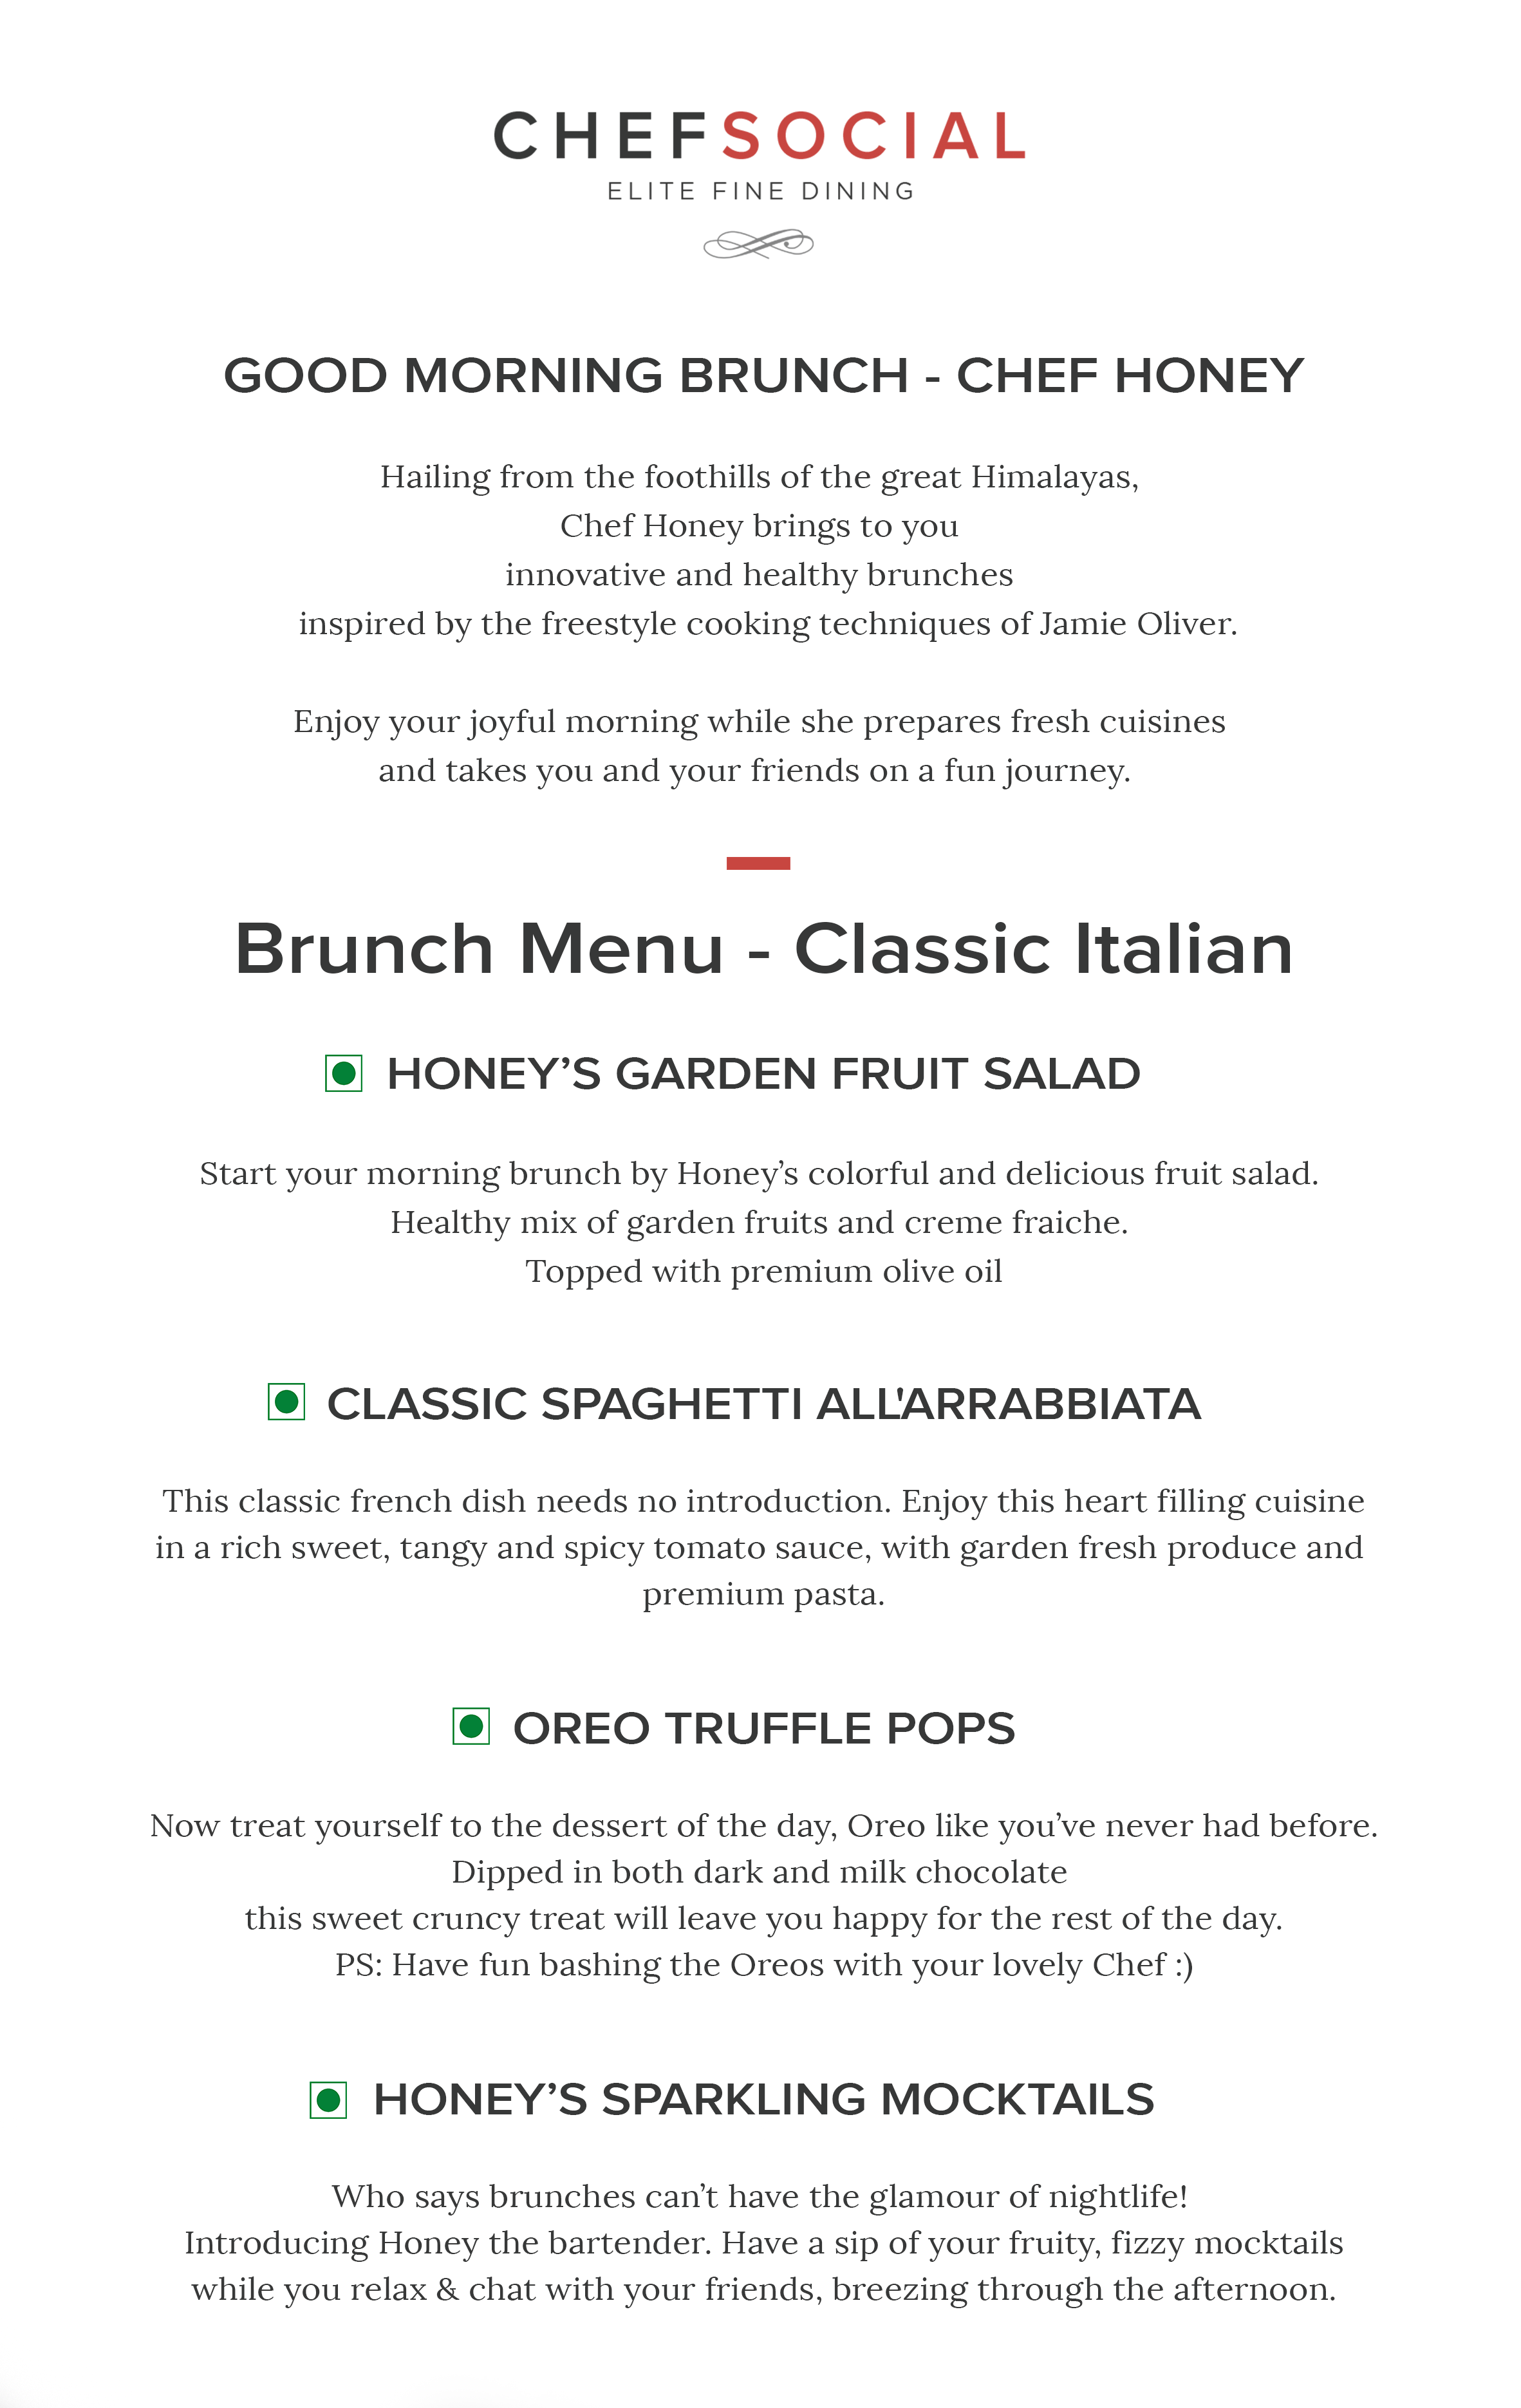 CHEFSOCIAL
ELITE FINE DINING
GOOD MORNING BRUNCH - CHEF HONEY
Hailing from the foothills of the great Himalayas,
Chef Honey brings to you
innovative and healthy brunches
inspired by the freestyle cooking techniques of Jamie Oliver.
Enjoy your joyful morning while she prepares fresh cuisines
and takes you and your friends on a fun journey.
Brunch Menu - Classic Italian
HONEY’S GARDEN FRUIT SALAD
Start your morning brunch by Honey’s colorful and delicious fruit salad.
Healthy mix of garden fruits and creme fraiche.
Topped with premium olive oil
CLASSIC SPAGHETTI ALL'ARRABBIATA
This classic french dish needs no introduction. Enjoy this heart filling cuisine
in a rich sweet, tangy and spicy tomato sauce, with garden fresh produce and
premium pasta.
OREO TRUFFLE POPS
Now treat yourself to the dessert of the day, Oreo like you’ve never had before.
Dipped in both dark and milk chocolate
this sweet cruncy treat will leave you happy for the rest of the day.
PS: Have fun bashing the Oreos with your lovely Chef :)
HONEY’S SPARKLING MOCKTAILS
Who says brunches can’t have the glamour of nightlife!
Introducing Honey the bartender. Have a sip of your fruity, fizzy mocktails
while you relax & chat with your friends, breezing through the afternoon.